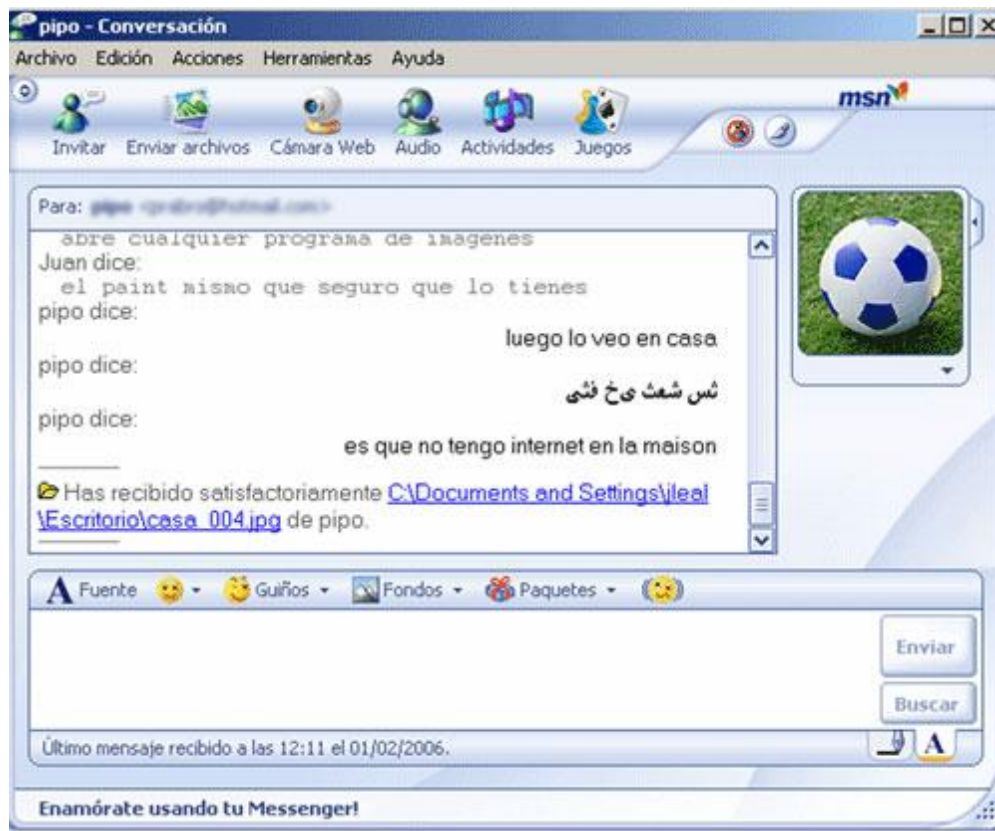 pipo - Conversación
Archivo Edición Acciones Herramientas Ayuda
msn
Invitar Enviar archivos Cámara Web Audio Actividades Juegos
Para:
abre cualquier programa de imagenes
Juan dice:
el paint mismo que seguro que lo tienes
pipo dice:
luego lo veo en casa
pipo dice:
ثس شعث یخ فثی
pipo dice:
es que no tengo internet en la maison
Has recibido satisfactoriamente C:\Documents and Settings\jleal
\Escritorio\casa_004.jpg de pipo.
A Fuente Guiños Fondos Paquetes
Enviar
Buscar
Último mensaje recibido a las 12:11 el 01/02/2006.
A
Enamórate usando tu Messenger!